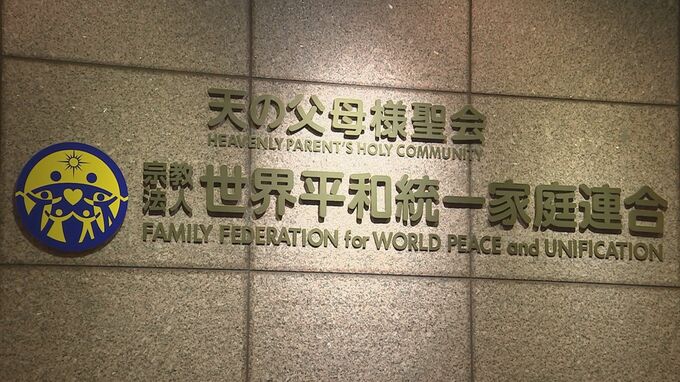 天の父母様聖会
HEAVENLY PARENT'S HOLY COMMUNITY
宗教法人 世界平和統一家庭連合
FAMILY FEDERATION for WORLD PEACE and UNIFICATION